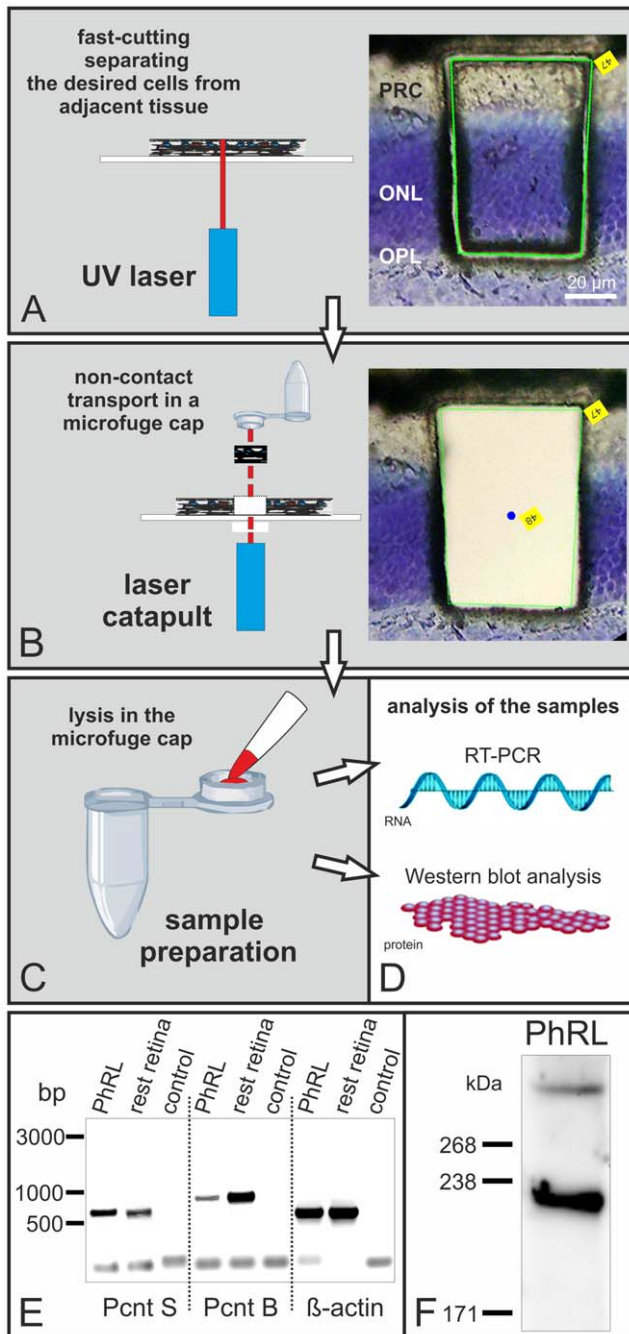 fast-cutting
separating
the desired cells from
adjacent tissue
UV laser
A
PRC
ONL
OPL
47
20 µm
non-contact
transport in a
microfuge cap
laser
catapult
B
47
48
lysis in the
microfuge cap
sample
preparation
C
analysis of the samples
RT-PCR
RNA
Western blot analysis
protein
D
bp
PhRL
rest retina
control
PhRL
rest retina
control
PhRL
rest retina
control
3000
1000
500
E
Pcnt S
Pcnt B
ß-actin
PhRL
kDa
268
238
171
F